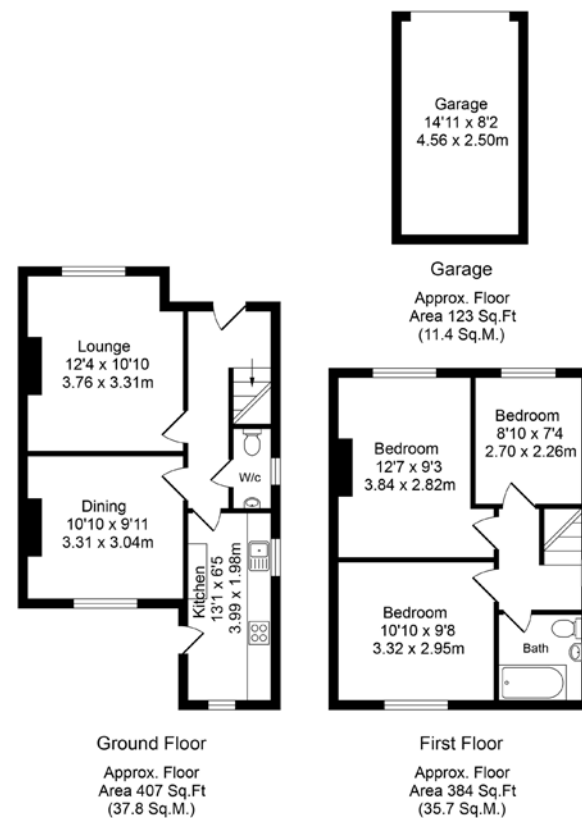 Garage
14'11 x 8'2
4.56 x 2.50m
Garage
Approx. Floor
Area 123 Sq.Ft
(11.4 Sq.M.)
Lounge
12'4 x 10'10
3.76 x 3.31m
W/c
Dining
10'10 x 9'11
3.31 x 3.04m
Kitchen
13'1 x 6'5
3.99 x 1.98m
Ground Floor
Approx. Floor
Area 407 Sq.Ft
(37.8 Sq.M.)
Bedroom
12'7 x 9'3
3.84 x 2.82m
Bedroom
8'10 x 7'4
2.70 x 2.26m
Bedroom
10'10 x 9'8
3.32 x 2.95m
Bath
First Floor
Approx. Floor
Area 384 Sq.Ft
(35.7 Sq.M.)